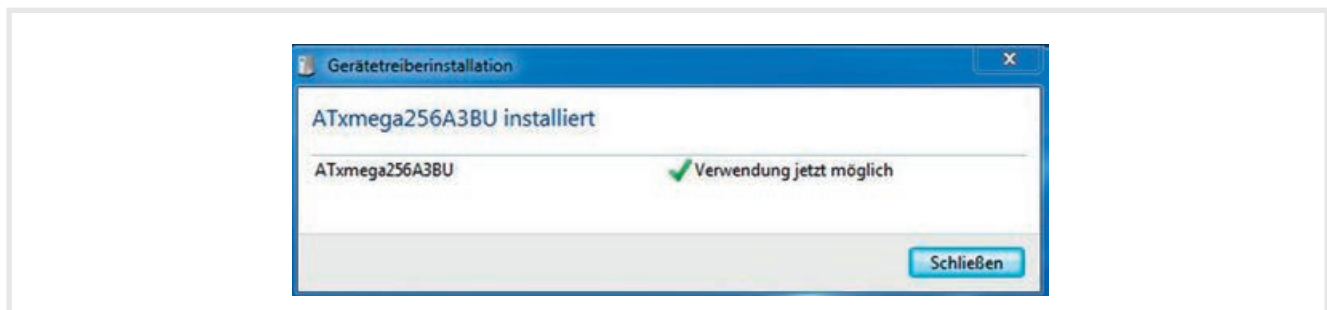 Gerätetreiberinstallation
ATxmega256A3BU installiert
ATxmega256A3BU
Verwendung jetzt möglich
Schließen